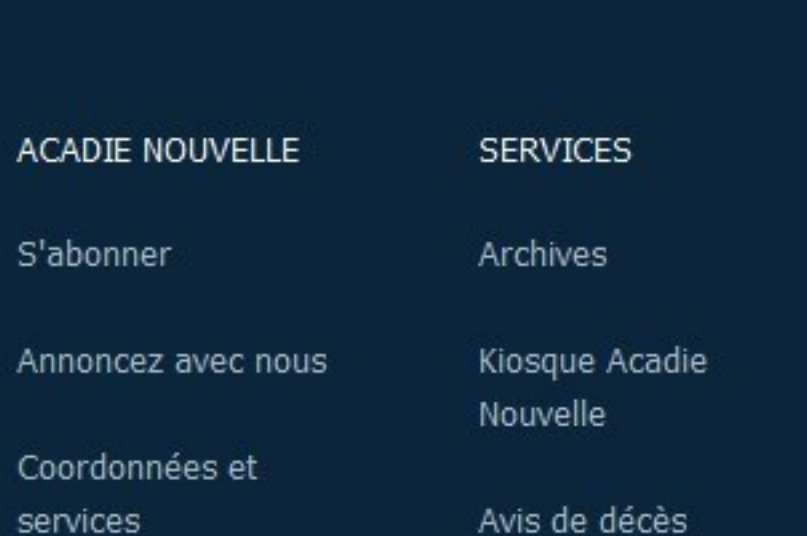 ACADIE NOUVELLE
S'abonner
Annoncez avec nous
Coordonnées et
services
SERVICES
Archives
Kiosque Acadie
Nouvelle
Avis de décès